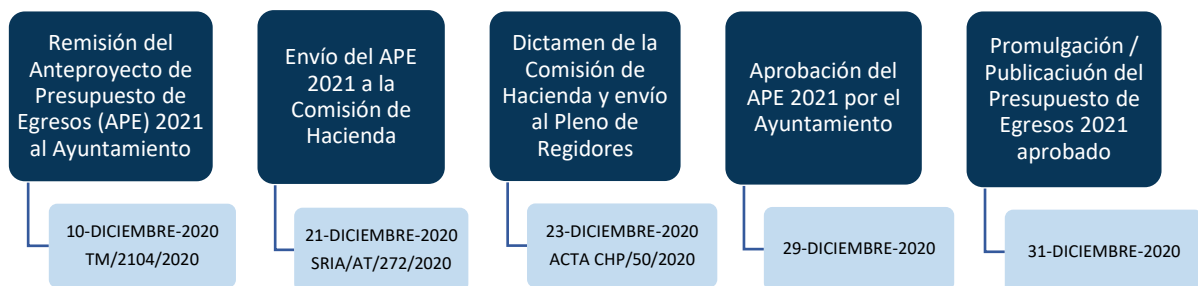 Remisión del
Anteproyecto de
Presupuesto de
Egresos (APE) 2021
al Ayuntamiento
10-DICIEMBRE-2020
TM/2104/2020
Envío del APE
2021 a la
Comisión de
Hacienda
21-DICIEMBRE-2020
SRIA/AT/272/2020
Dictamen de la
Comisión de
Hacienda y envío
al Pleno de
Regidores
23-DICIEMBRE-2020
ACTA CHP/50/2020
Aprobación del
APE 2021 por el
Ayuntamiento
29-DICIEMBRE-2020
Promulgación /
Publicaciuón del
Presupuesto de
Egresos 2021
aprobado
31-DICIEMBRE-2020